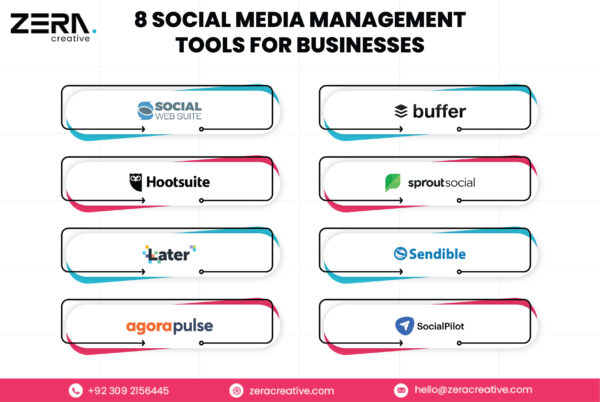 ZERA.
creative
8 SOCIAL MEDIA MANAGEMENT
TOOLS FOR BUSINESSES
SOCIAL
WEB SUITE
buffer
Hootsuite
sproutsocial
Later
Sendible
agorapulse
SocialPilot
+92 309 2156445
zeracreative.com
hello@zeracreative.com